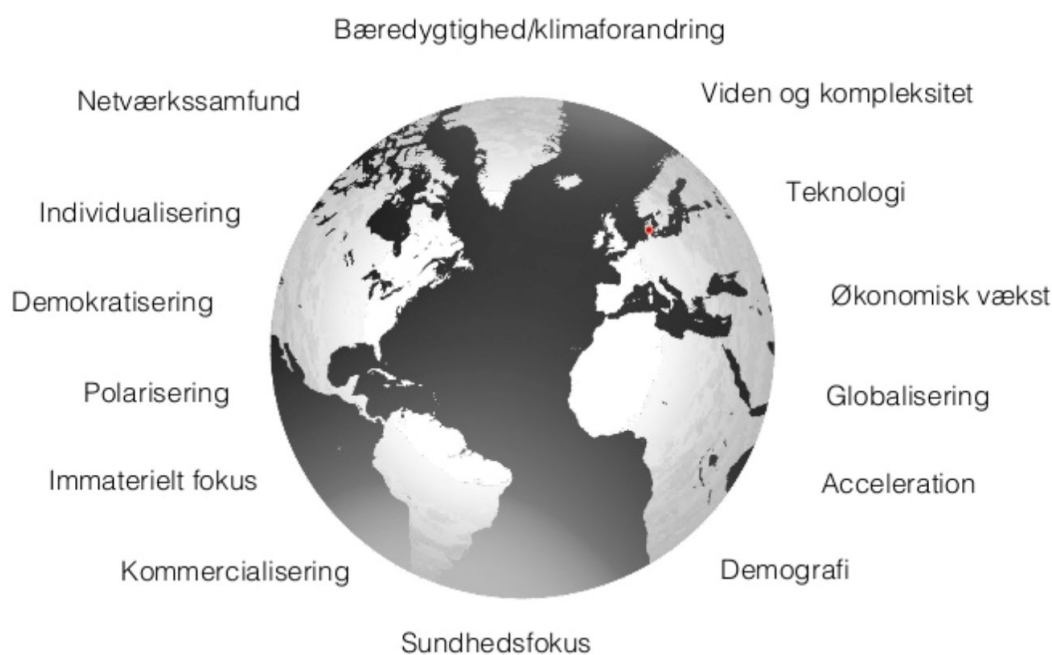 Bæredygtighed/klimaforandring
Netværkssamfund
Viden og kompleksitet
Individualisering
Teknologi
Demokratisering
Økonomisk vækst
Polarisering
Globalisering
Immaterielt fokus
Acceleration
Kommercialisering
Demografi
Sundhedsfokus